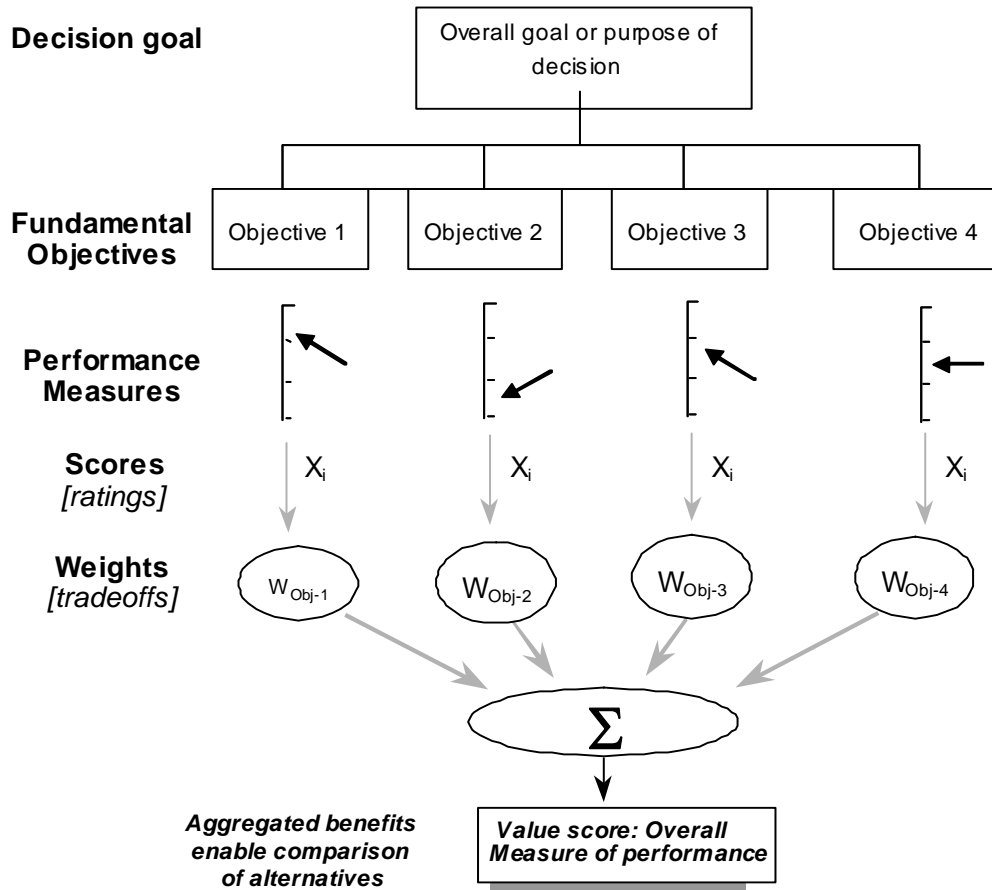 Decision goal
Overall goal or purpose of
decision
Fundamental
Objectives
Objective 1
Objective 2
Objective 3
Objective 4
Performance
Measures
Scores
[ratings]
Xi
Xi
Xi
Xi
Weights
[tradeoffs]
WObj-1
WObj-2
WObj-3
WObj-4
Σ
Aggregated benefits
enable comparison
of alternatives
Value score: Overall
Measure of performance